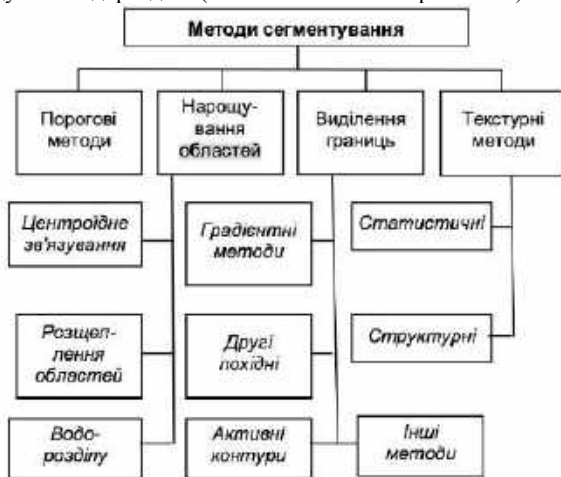 Методи сегментування
Порогові
методи
Нарощу-
вання
областей
Виділення
границь
Текстурні
методи
Центроїдне
зв'язування
Градієнтні
методи
Статистичні
Розщеп-
лення
областей
Другі
похідні
Структурні
Водо-
розділу
Активні
контури
Інші
методи